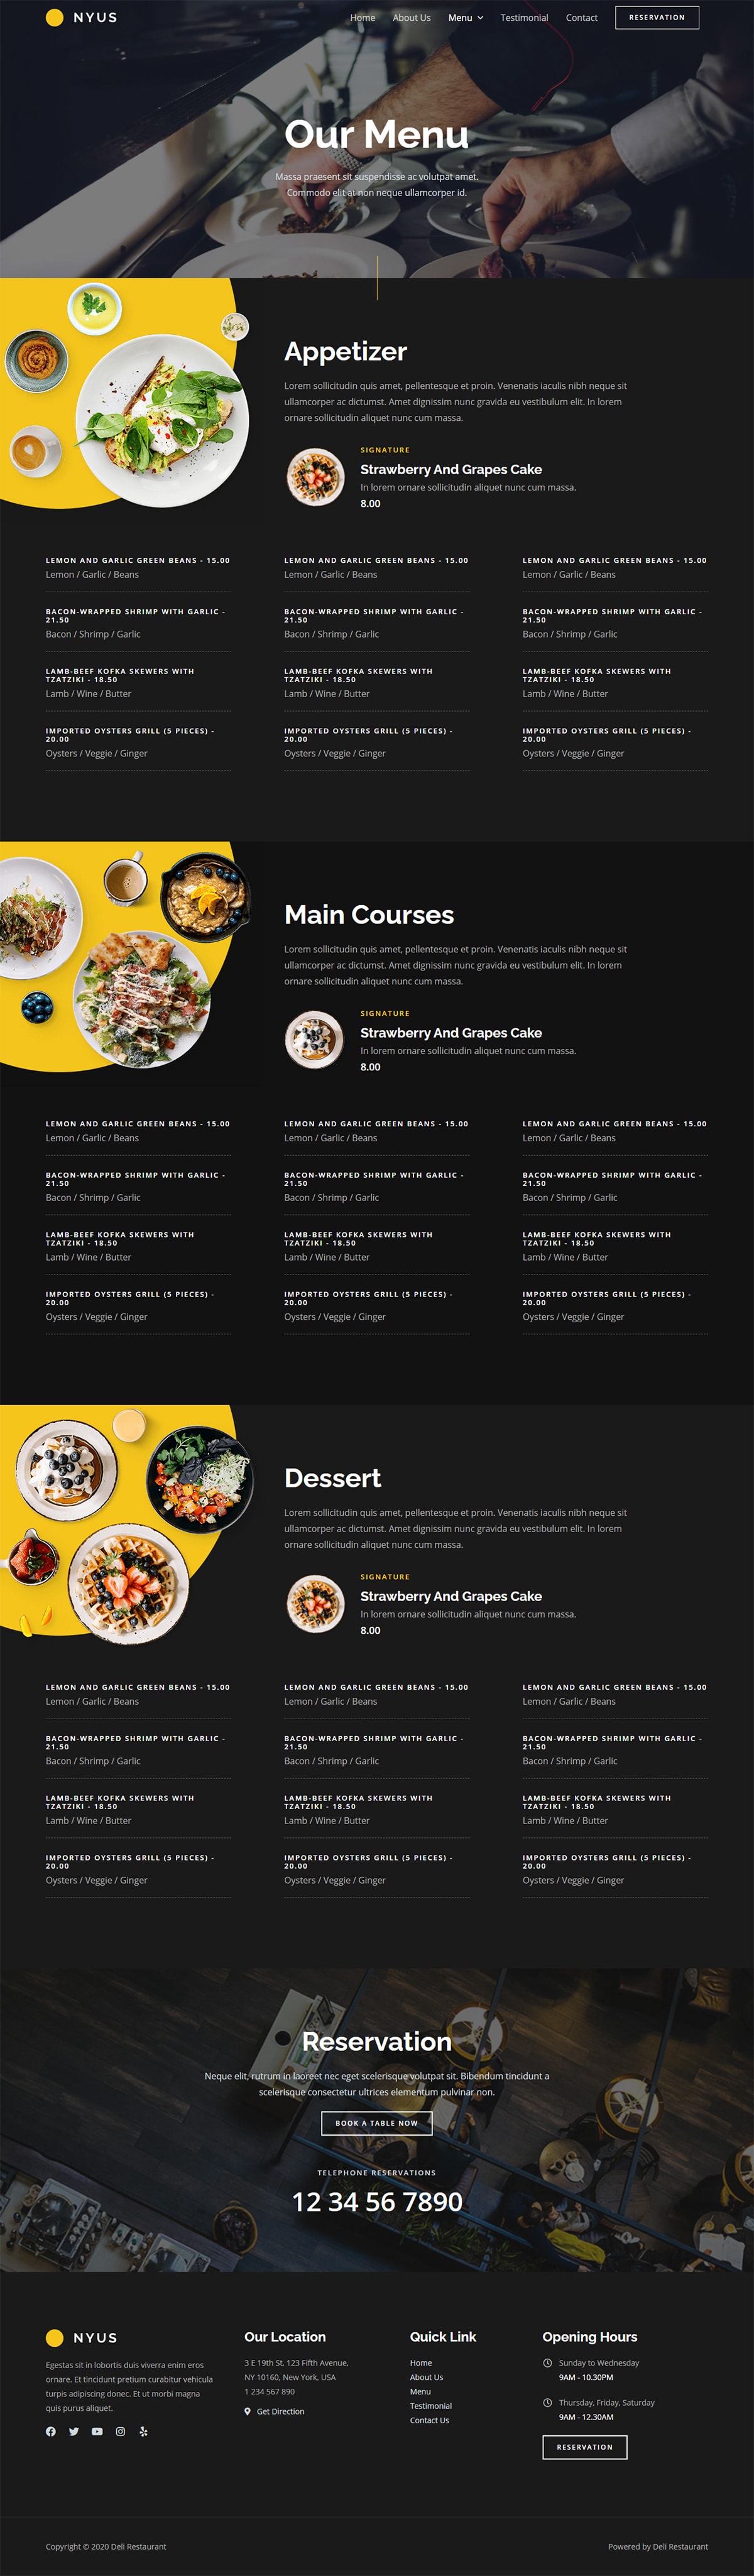 NYUS
Home About Us Menu Testimonial Contact RESERVATION
Our Menu
Massa praesent sit suspendisse ac volutpat amet.
Commodo elit at non neque ullamcorper id.
Appetizer
Lorem sollicitudin quis amet, pellentesque et proin. Venenatis iaculis nibh neque sit
ullamcorper ac dictumst. Amet dignissim nunc gravida eu vestibulum elit. In lorem
ornare sollicitudin aliquet nunc cum massa.
SIGNATURE
Strawberry And Grapes Cake
In lorem ornare sollicitudin aliquet nunc cum massa.
8.00
LEMON AND GARLIC GREEN BEANS - 15.00
Lemon / Garlic / Beans
BACON-WRAPPED SHRIMP WITH GARLIC -
21.50
Bacon / Shrimp / Garlic
LAMB-BEEF KOFKA SKEWERS WITH
TZATZIKI - 18.50
Lamb / Wine / Butter
IMPORTED OYSTERS GRILL (5 PIECES) -
20.00
Oysters / Veggie / Ginger
LEMON AND GARLIC GREEN BEANS - 15.00
Lemon / Garlic / Beans
BACON-WRAPPED SHRIMP WITH GARLIC -
21.50
Bacon / Shrimp / Garlic
LAMB-BEEF KOFKA SKEWERS WITH
TZATZIKI - 18.50
Lamb / Wine / Butter
IMPORTED OYSTERS GRILL (5 PIECES) -
20.00
Oysters / Veggie / Ginger
LEMON AND GARLIC GREEN BEANS - 15.00
Lemon / Garlic / Beans
BACON-WRAPPED SHRIMP WITH GARLIC -
21.50
Bacon / Shrimp / Garlic
LAMB-BEEF KOFKA SKEWERS WITH
TZATZIKI - 18.50
Lamb / Wine / Butter
IMPORTED OYSTERS GRILL (5 PIECES) -
20.00
Oysters / Veggie / Ginger
Main Courses
Lorem sollicitudin quis amet, pellentesque et proin. Venenatis iaculis nibh neque sit
ullamcorper ac dictumst. Amet dignissim nunc gravida eu vestibulum elit. In lorem
ornare sollicitudin aliquet nunc cum massa.
SIGNATURE
Strawberry And Grapes Cake
In lorem ornare sollicitudin aliquet nunc cum massa.
8.00
LEMON AND GARLIC GREEN BEANS - 15.00
Lemon / Garlic / Beans
BACON-WRAPPED SHRIMP WITH GARLIC -
21.50
Bacon / Shrimp / Garlic
LAMB-BEEF KOFKA SKEWERS WITH
TZATZIKI - 18.50
Lamb / Wine / Butter
IMPORTED OYSTERS GRILL (5 PIECES) -
20.00
Oysters / Veggie / Ginger
LEMON AND GARLIC GREEN BEANS - 15.00
Lemon / Garlic / Beans
BACON-WRAPPED SHRIMP WITH GARLIC -
21.50
Bacon / Shrimp / Garlic
LAMB-BEEF KOFKA SKEWERS WITH
TZATZIKI - 18.50
Lamb / Wine / Butter
IMPORTED OYSTERS GRILL (5 PIECES) -
20.00
Oysters / Veggie / Ginger
LEMON AND GARLIC GREEN BEANS - 15.00
Lemon / Garlic / Beans
BACON-WRAPPED SHRIMP WITH GARLIC -
21.50
Bacon / Shrimp / Garlic
LAMB-BEEF KOFKA SKEWERS WITH
TZATZIKI - 18.50
Lamb / Wine / Butter
IMPORTED OYSTERS GRILL (5 PIECES) -
20.00
Oysters / Veggie / Ginger
Dessert
Lorem sollicitudin quis amet, pellentesque et proin. Venenatis iaculis nibh neque sit
ullamcorper ac dictumst. Amet dignissim nunc gravida eu vestibulum elit. In lorem
ornare sollicitudin aliquet nunc cum massa.
SIGNATURE
Strawberry And Grapes Cake
In lorem ornare sollicitudin aliquet nunc cum massa.
8.00
LEMON AND GARLIC GREEN BEANS - 15.00
Lemon / Garlic / Beans
BACON-WRAPPED SHRIMP WITH GARLIC -
21.50
Bacon / Shrimp / Garlic
LAMB-BEEF KOFKA SKEWERS WITH
TZATZIKI - 18.50
Lamb / Wine / Butter
IMPORTED OYSTERS GRILL (5 PIECES) -
20.00
Oysters / Veggie / Ginger
LEMON AND GARLIC GREEN BEANS - 15.00
Lemon / Garlic / Beans
BACON-WRAPPED SHRIMP WITH GARLIC -
21.50
Bacon / Shrimp / Garlic
LAMB-BEEF KOFKA SKEWERS WITH
TZATZIKI - 18.50
Lamb / Wine / Butter
IMPORTED OYSTERS GRILL (5 PIECES) -
20.00
Oysters / Veggie / Ginger
LEMON AND GARLIC GREEN BEANS - 15.00
Lemon / Garlic / Beans
BACON-WRAPPED SHRIMP WITH GARLIC -
21.50
Bacon / Shrimp / Garlic
LAMB-BEEF KOFKA SKEWERS WITH
TZATZIKI - 18.50
Lamb / Wine / Butter
IMPORTED OYSTERS GRILL (5 PIECES) -
20.00
Oysters / Veggie / Ginger
Reservation
Neque elit, rutrum in laoreet nec eget scelerisque volutpat sit. Bibendum tincidunt a
scelerisque consectetur ultrices elementum pulvinar non.
BOOK A TABLE NOW
TELEPHONE RESERVATIONS
12 34 56 7890
NYUS
Egestas sit in lobortis duis viverra enim eros
ornare. Et tincidunt pretium curabitur vehicula
turpis adipiscing donec. Et ut morbi magna
quis purus aliquet.
Our Location
3 E 19th St, 123 Fifth Avenue,
NY 10160, New York, USA
1 234 567 890
Get Direction
Quick Link
Home
About Us
Menu
Testimonial
Contact Us
Opening Hours
Sunday to Wednesday
9AM - 10.30PM
Thursday, Friday, Saturday
9AM - 12.30AM
RESERVATION
Copyright © 2020 Deli Restaurant
Powered by Deli Restaurant